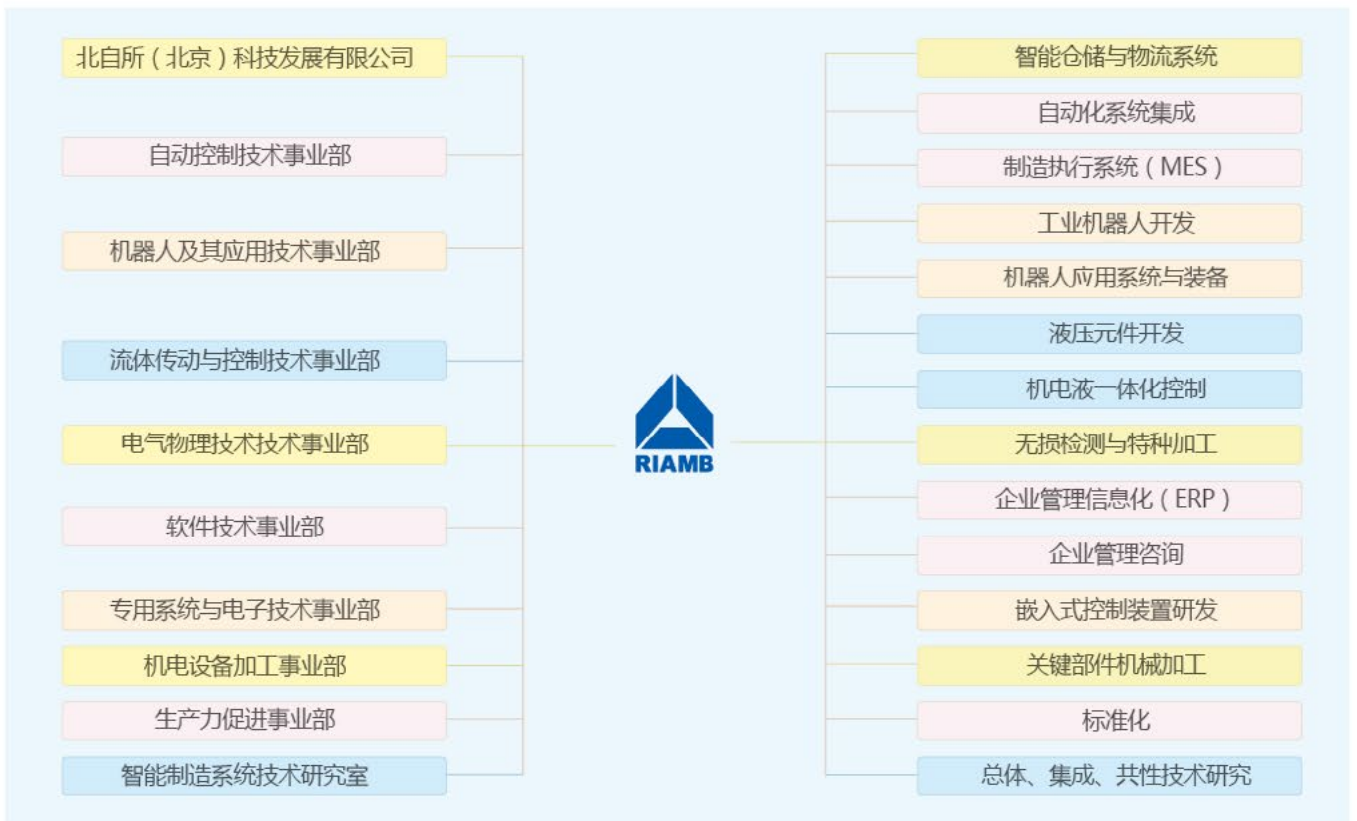 北自所（北京）科技发展有限公司
自动控制技术事业部
机器人及其应用技术事业部
流体传动与控制技术事业部
电气物理技术技术事业部
软件技术事业部
专用系统与电子技术事业部
机电设备加工事业部
生产力促进事业部
智能制造系统技术研究室
RIAMB
智能仓储与物流系统
自动化系统集成
制造执行系统（MES）
工业机器人开发
机器人应用系统与装备
液压元件开发
机电液一体化控制
无损检测与特种加工
企业管理信息化（ERP）
企业管理咨询
嵌入式控制装置研发
关键部件机械加工
标准化
总体、集成、共性技术研究